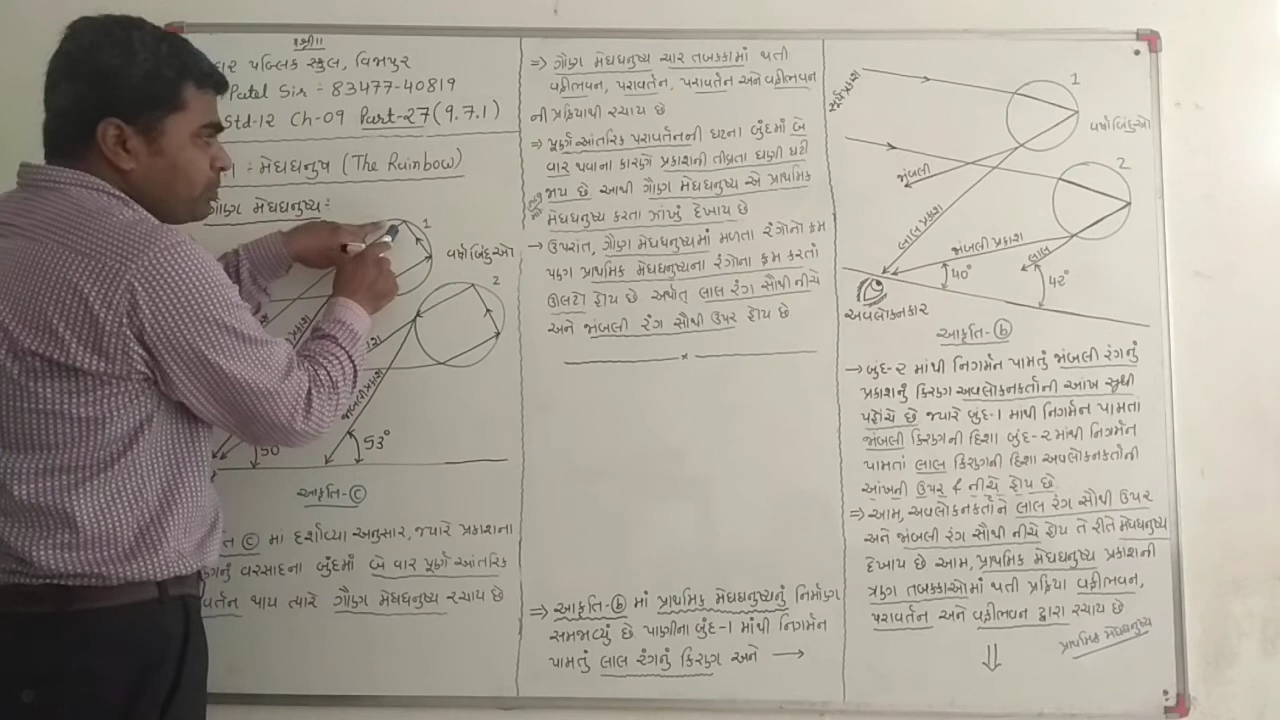 ॥શ્રી॥
પબ્લિક સ્કુલ, વિજાપુર
Patel Sir : 83477-40819
Std-12 Ch-09 Part-27 (9.7.1)
: મેઘધનુષ (The Rainbow)
ગૌણ મેઘધનુષ્ય :
1
વર્ષાબિંદુઓ
2
જાંબલી પ્રકાશ
50
53°
આકૃતિ-ⓒ
ⓒ માં દર્શાવ્યા અનુસાર, જ્યારે પ્રકાશના
વરસાદના બુંદમાં બે વાર પૂર્ણ આંતરિક
થાય ત્યારે ગૌણ મેઘધનુષ્ય રચાય છે
⇒ ગૌણ મેઘધનુષ્ય ચાર તબક્કામાં થતી
વક્રીભવન, પરાવર્તન, પરાવર્તન અને વક્રીભવન
ની પ્રક્રિયાથી રચાય છે
⇒ પૂર્ણ આંતરિક પરાવર્તનની ઘટના બુંદમાં બે
વાર થવાના કારણે પ્રકાશની તીવ્રતા ઘણી ઘટી
જાય છે આથી ગૌણ મેઘધનુષ્ય એ પ્રાથમિક
મેઘધનુષ્ય કરતા ઝાંખું દેખાય છે
→ ઉપરાંત, ગૌણ મેઘધનુષ્યમાં મળતા રંગોનો ક્રમ
પણ પ્રાથમિક મેઘધનુષ્યના રંગોના ક્રમ કરતાં
ઊલટો હોય છે અર્થાત્ લાલ રંગ સૌથી નીચે
અને જાંબલી રંગ સૌથી ઉપર હોય છે
⇒ આકૃતિ-ⓑ માં પ્રાથમિક મેઘધનુષ્યનું નિર્માણ
સમજાવ્યું છે પાણીના બુંદ-1 માંથી નિર્ગમન
પામતું લાલ રંગનું કિરણ અને →
સૂર્યપ્રકાશ
1
વર્ષાબિંદુઓ
2
જાંબલી
લાલ પ્રકાશ
જાંબલી પ્રકાશ
લાલ
40°
42°
અવલોકનકાર
આકૃતિ-ⓑ
→ બુંદ-૨ માંથી નિર્ગમન પામતું જાંબલી રંગનું
પ્રકાશનું કિરણ અવલોકનકર્તાની આંખ સુધી
પહોંચે છે જ્યારે બુંદ-1 માંથી નિર્ગમન પામતા
જાંબલી કિરણની દિશા બુંદ-૨ માંથી નિર્ગમન
પામતાં લાલ કિરણની દિશા અવલોકનકર્તાની
આંખની ઉપર & નીચે હોય છે
⇒ આમ, અવલોકનકર્તાને લાલ રંગ સૌથી ઉપર
અને જાંબલી રંગ સૌથી નીચે હોય તે રીતે મેઘધનુષ્ય
દેખાય છે આમ, પ્રાથમિક મેઘધનુષ્ય પ્રકાશની
ત્રણ તબક્કાઓમાં થતી પ્રક્રિયા વક્રીભવન,
પરાવર્તન અને વક્રીભવન દ્વારા રચાય છે
પ્રાથમિક મેઘધનુષ્ય